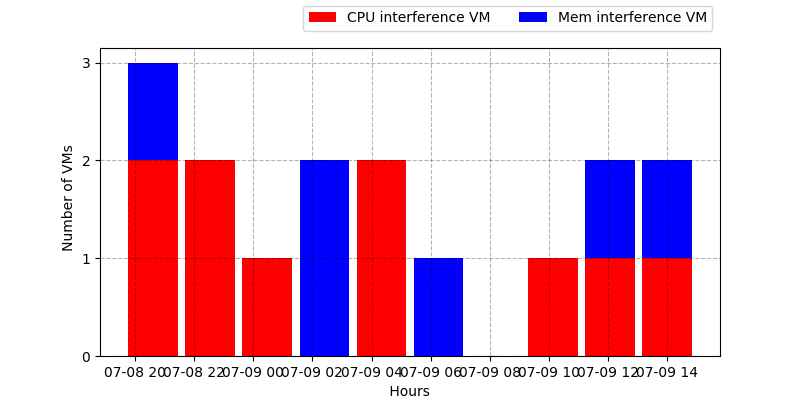 CPU interference VM Mem interference VM
3
2
1
0
Number of VMs
07-08 20 07-08 22 07-09 00 07-09 02 07-09 04 07-09 06 07-09 08 07-09 10 07-09 12 07-09 14
Hours